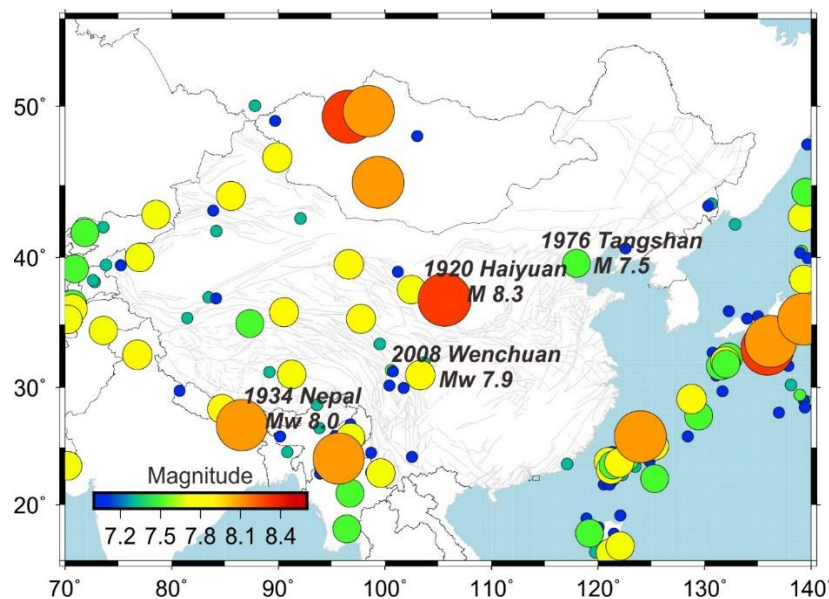 50°
1976 Tangshan
40°
M 7.5
1920 Haiyuan
M 8.3
2008 Wenchuan
30°
Mw 7.9
1934 Nepal
Mw 8.0
Magnitude
20°
7.2 7.5 7.8 8.1 8.4
70° 80° 90° 100° 110° 120° 130° 140°